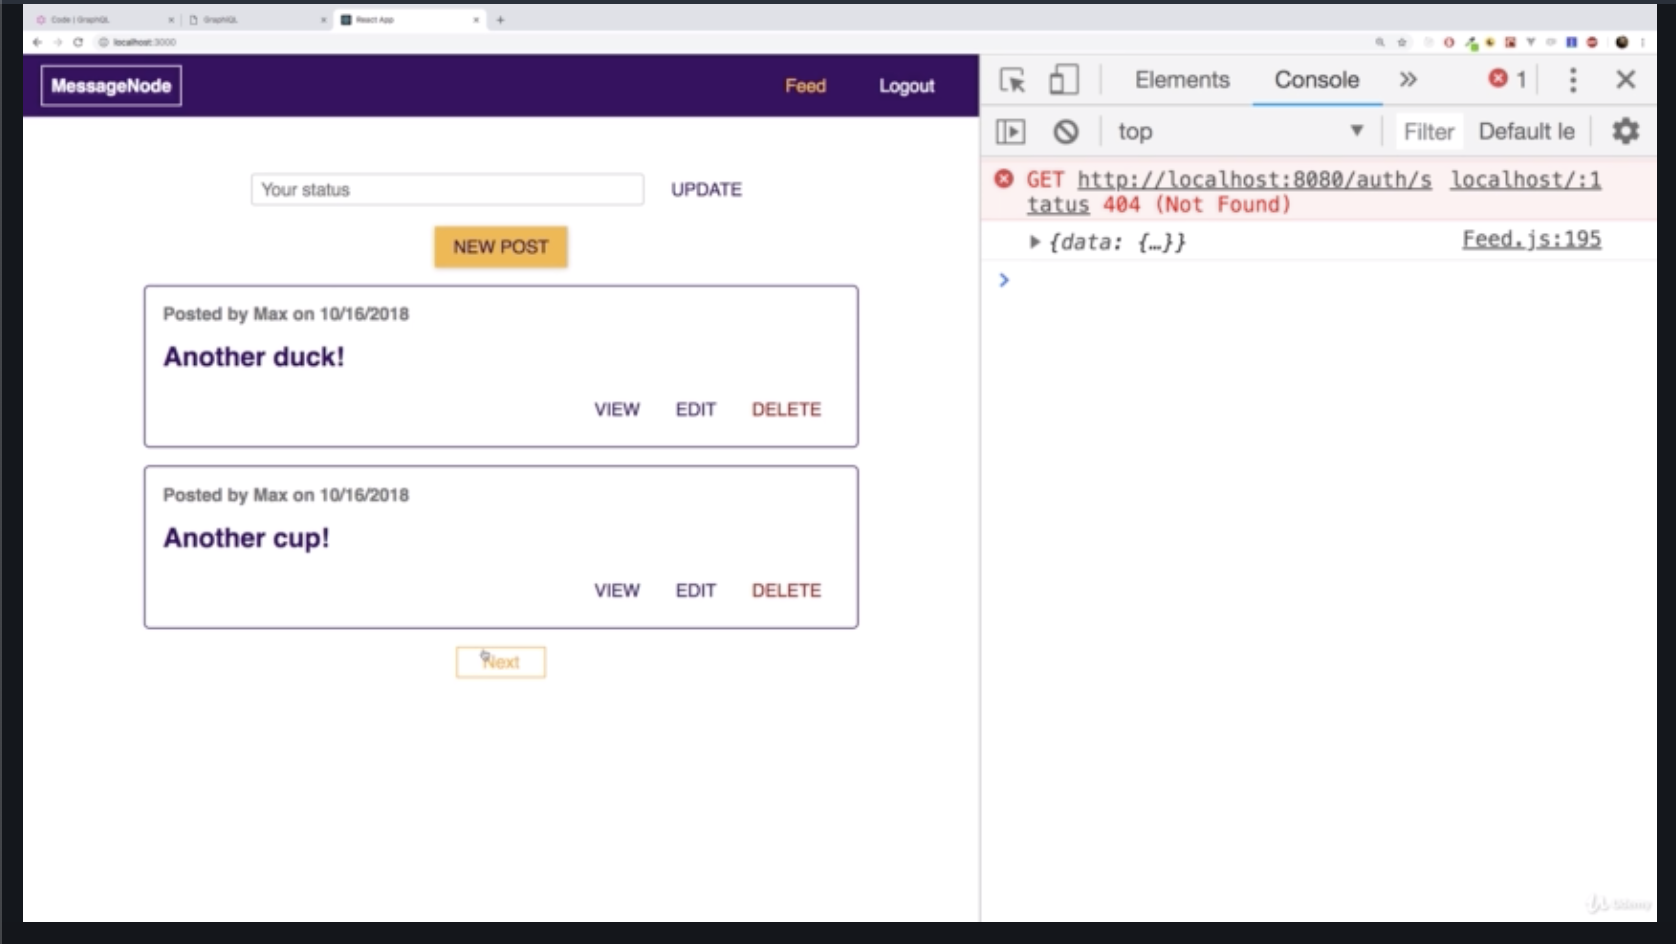 Code | GraphQL
GraphiQL
React App
localhost:3000
MessageNode
Feed
Logout
Your status
UPDATE
NEW POST
Posted by Max on 10/16/2018
Another duck!
VIEW EDIT DELETE
Posted by Max on 10/16/2018
Another cup!
VIEW EDIT DELETE
Next
Elements Console » 1
top Filter Default le
GET http://localhost:8080/auth/s localhost/:1
tatus 404 (Not Found)
{data: {…}} Feed.js:195
Udemy